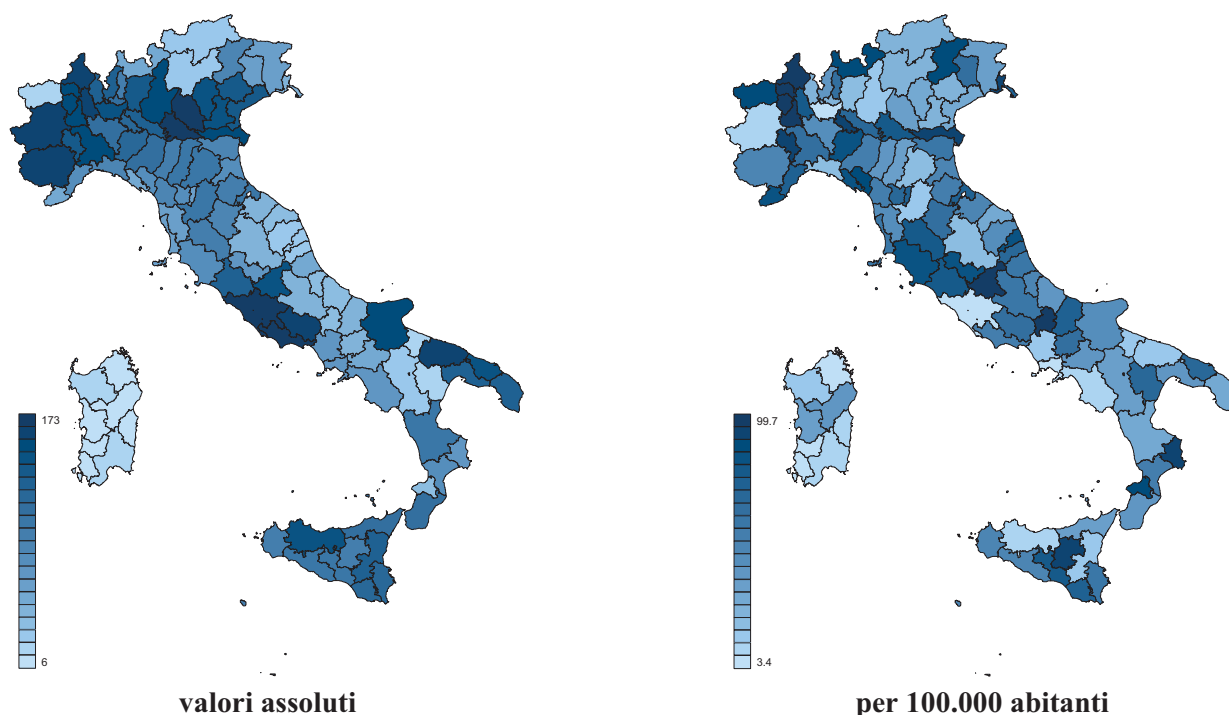 173
6
valori assoluti
99.7
3.4
per 100.000 abitanti